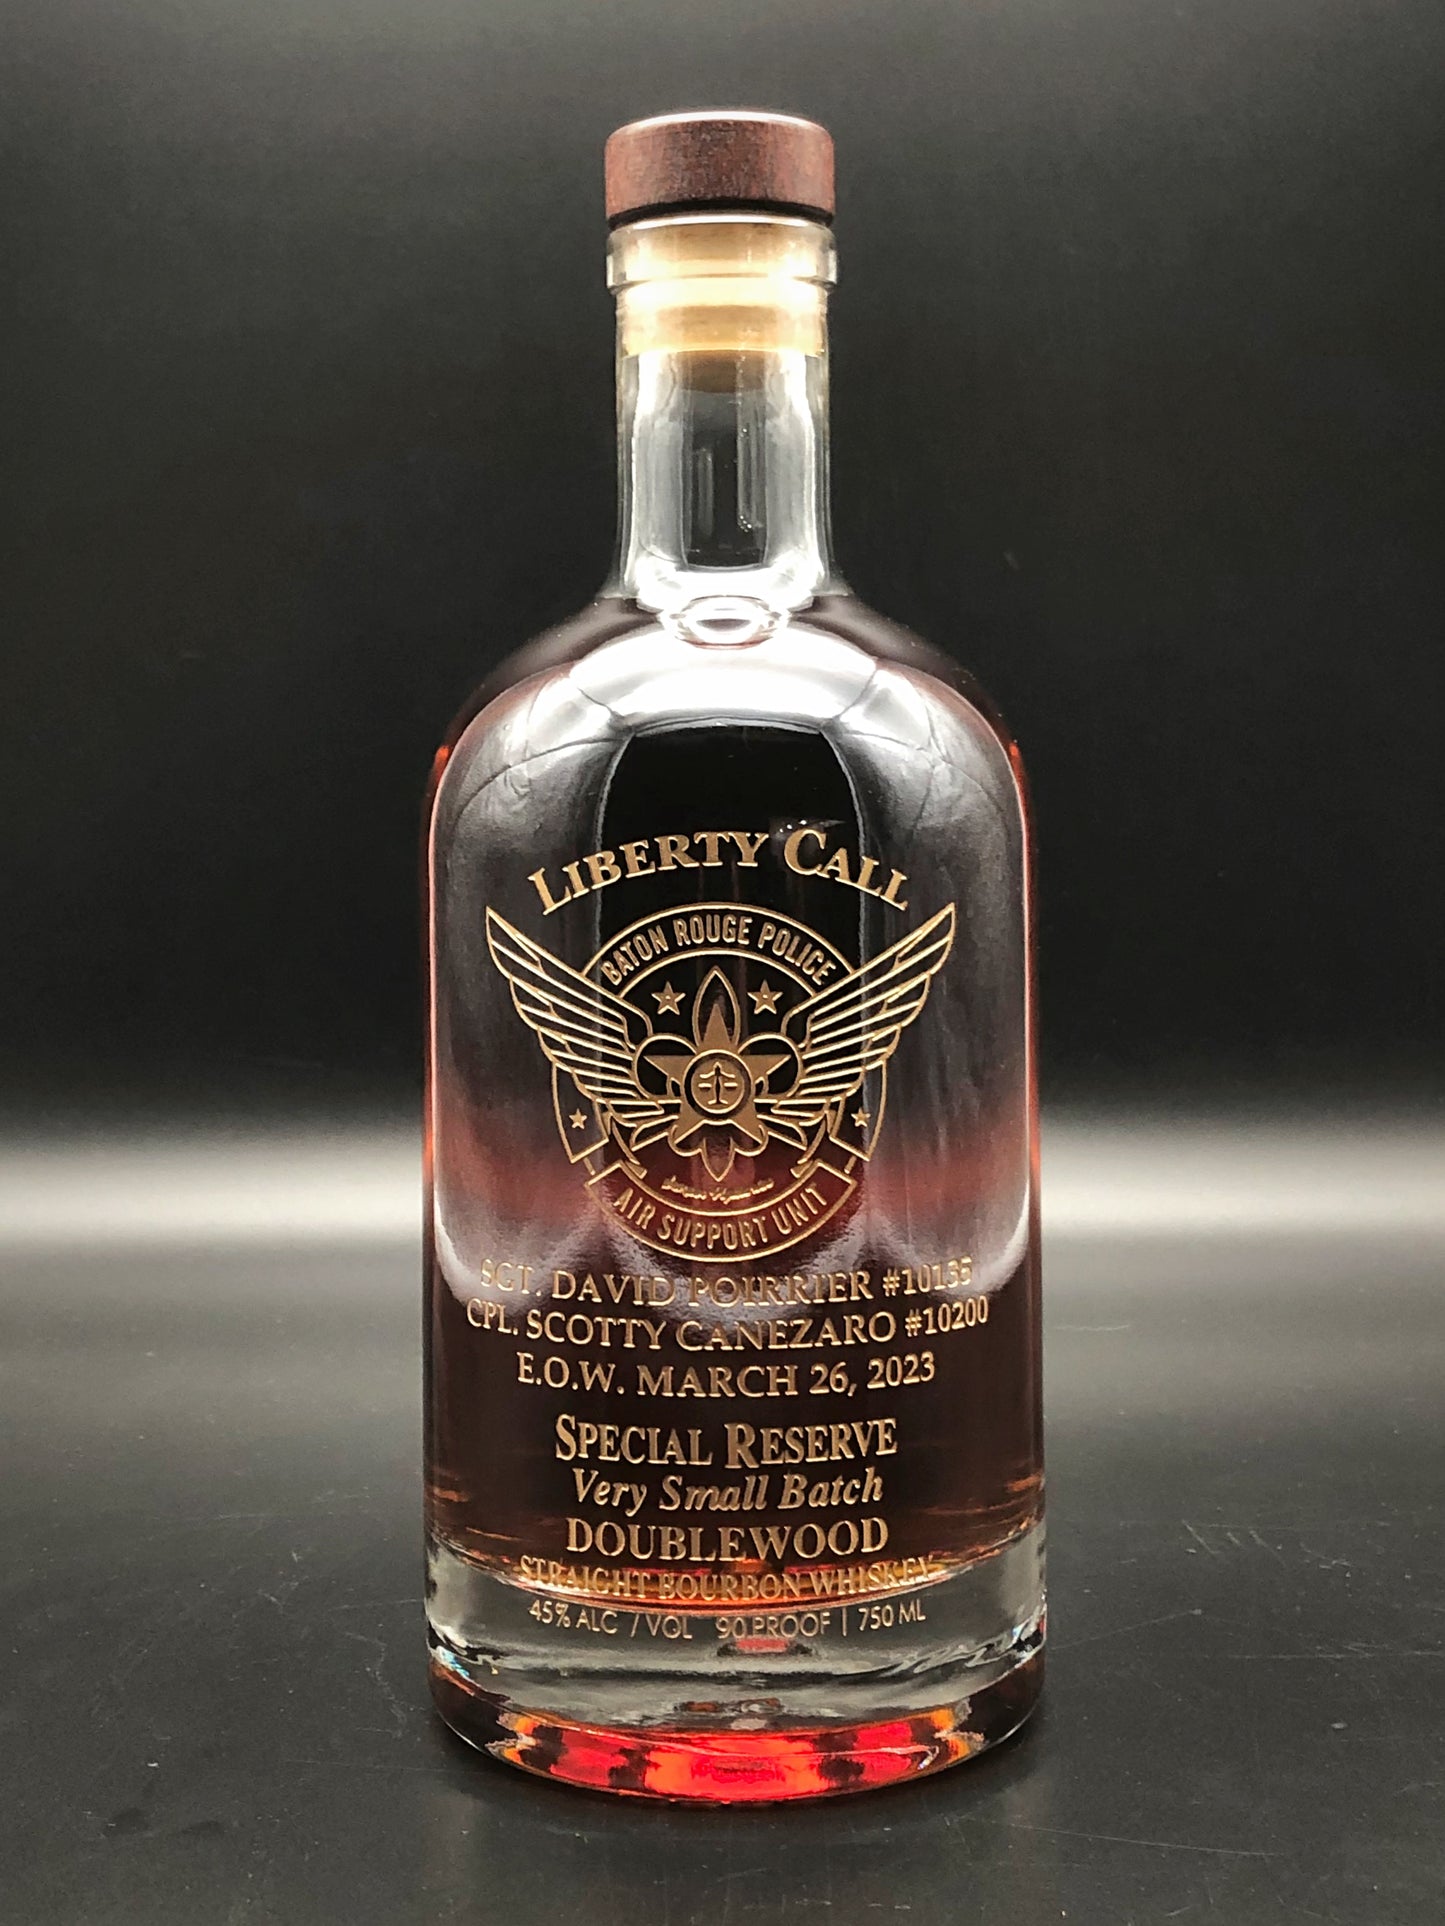 LIBERTY CALL
BATON ROUGE POLICE
AIR SUPPORT UNIT
SGT. DAVID POIRRIER #10135
CPL. SCOTTY CANEZARO #10200
E.O.W. MARCH 26, 2023
SPECIAL RESERVE
Very Small Batch
DOUBLEWOOD
STRAIGHT BOURBON WHISKEY
45% ALC / VOL 90 PROOF | 750 ML